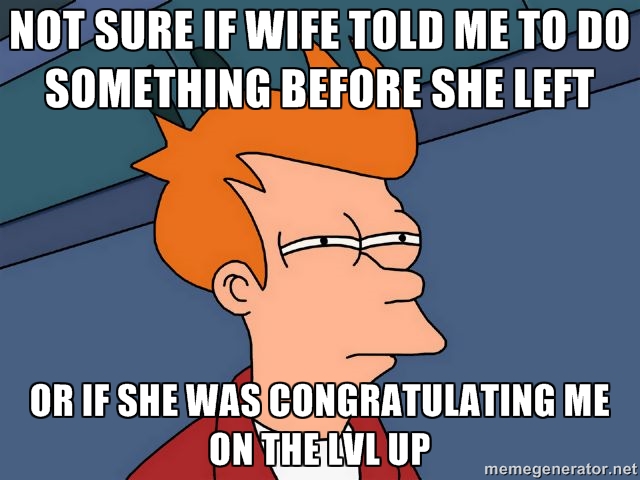 NOT SURE IF WIFE TOLD ME TO DO
SOMETHING BEFORE SHE LEFT
OR IF SHE WAS CONGRATULATING ME
ON THE LVL UP
memegenerator.net